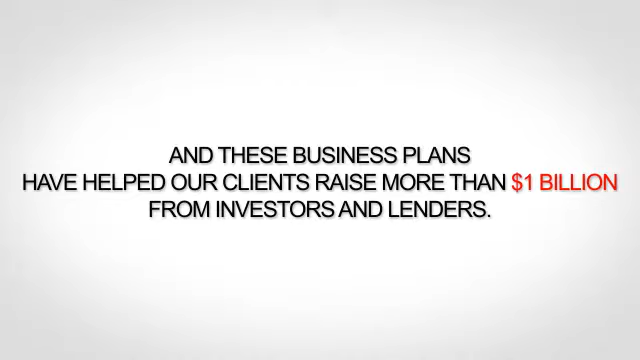 AND THESE BUSINESS PLANS
HAVE HELPED OUR CLIENTS RAISE MORE THAN $1 BILLION
FROM INVESTORS AND LENDERS.